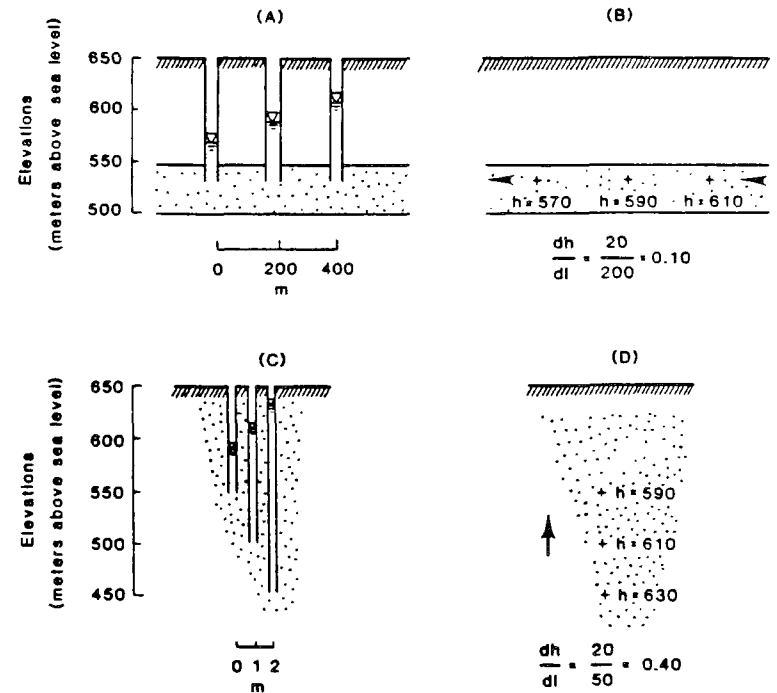 (A)
Elevations
(meters above sea level)
650
600
550
500
0 200 400
m
(B)
h=570 h=590 h=610
dh/dl = 20/200 = 0.10
(C)
Elevations
(meters above sea level)
650
600
550
500
450
0 1 2
m
(D)
h=590
h=610
h=630
dh/dl = 20/50 = 0.40